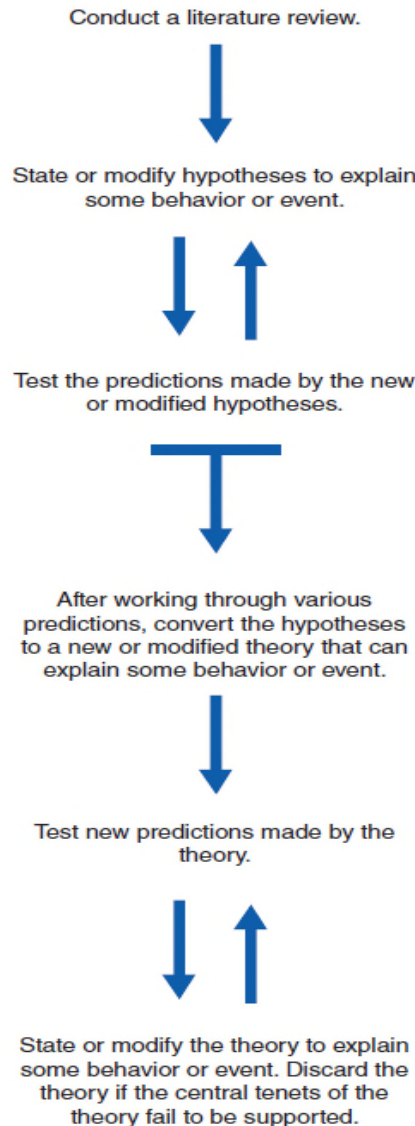 Conduct a literature review.
State or modify hypotheses to explain
some behavior or event.
Test the predictions made by the new
or modified hypotheses.
After working through various
predictions, convert the hypotheses
to a new or modified theory that can
explain some behavior or event.
Test new predictions made by the
theory.
State or modify the theory to explain
some behavior or event. Discard the
theory if the central tenets of the
theory fail to be supported.